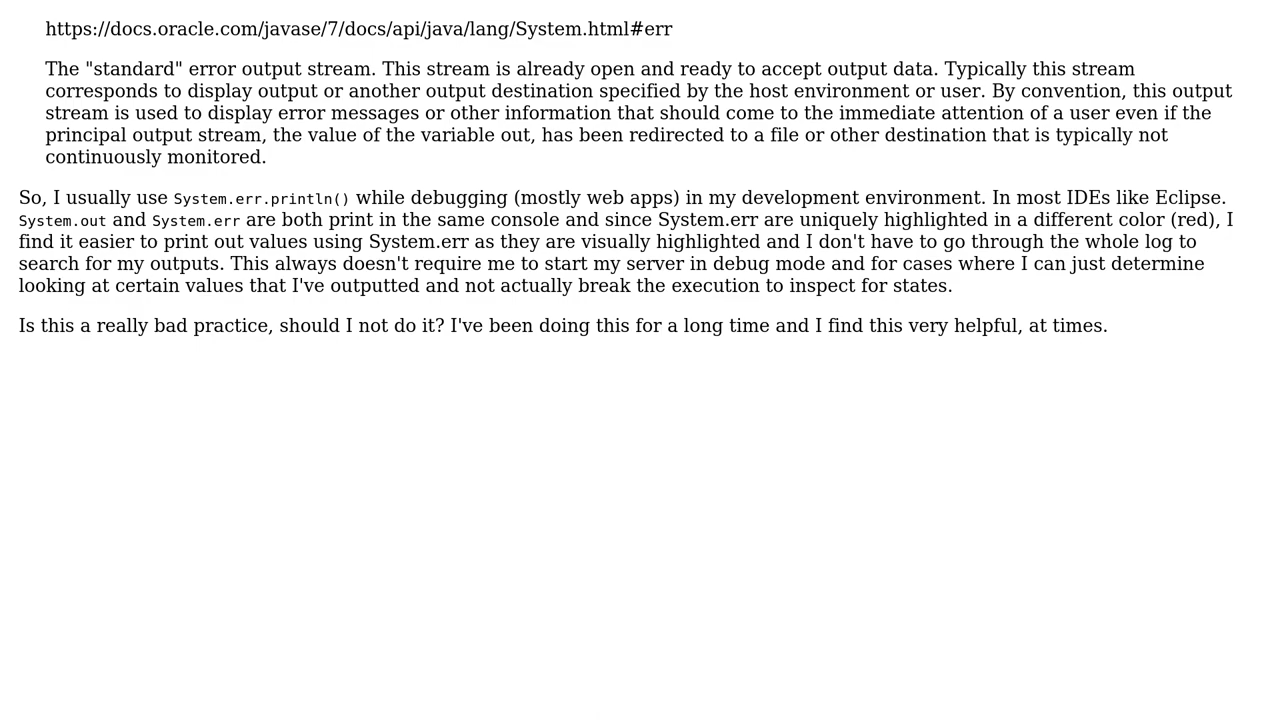 https://docs.oracle.com/javase/7/docs/api/java/lang/System.html#err
The "standard" error output stream. This stream is already open and ready to accept output data. Typically this stream
corresponds to display output or another output destination specified by the host environment or user. By convention, this output
stream is used to display error messages or other information that should come to the immediate attention of a user even if the
principal output stream, the value of the variable out, has been redirected to a file or other destination that is typically not
continuously monitored.
So, I usually use System.err.println() while debugging (mostly web apps) in my development environment. In most IDEs like Eclipse.
System.out and System.err are both print in the same console and since System.err are uniquely highlighted in a different color (red), I
find it easier to print out values using System.err as they are visually highlighted and I don't have to go through the whole log to
search for my outputs. This always doesn't require me to start my server in debug mode and for cases where I can just determine
looking at certain values that I've outputted and not actually break the execution to inspect for states.
Is this a really bad practice, should I not do it? I've been doing this for a long time and I find this very helpful, at times.